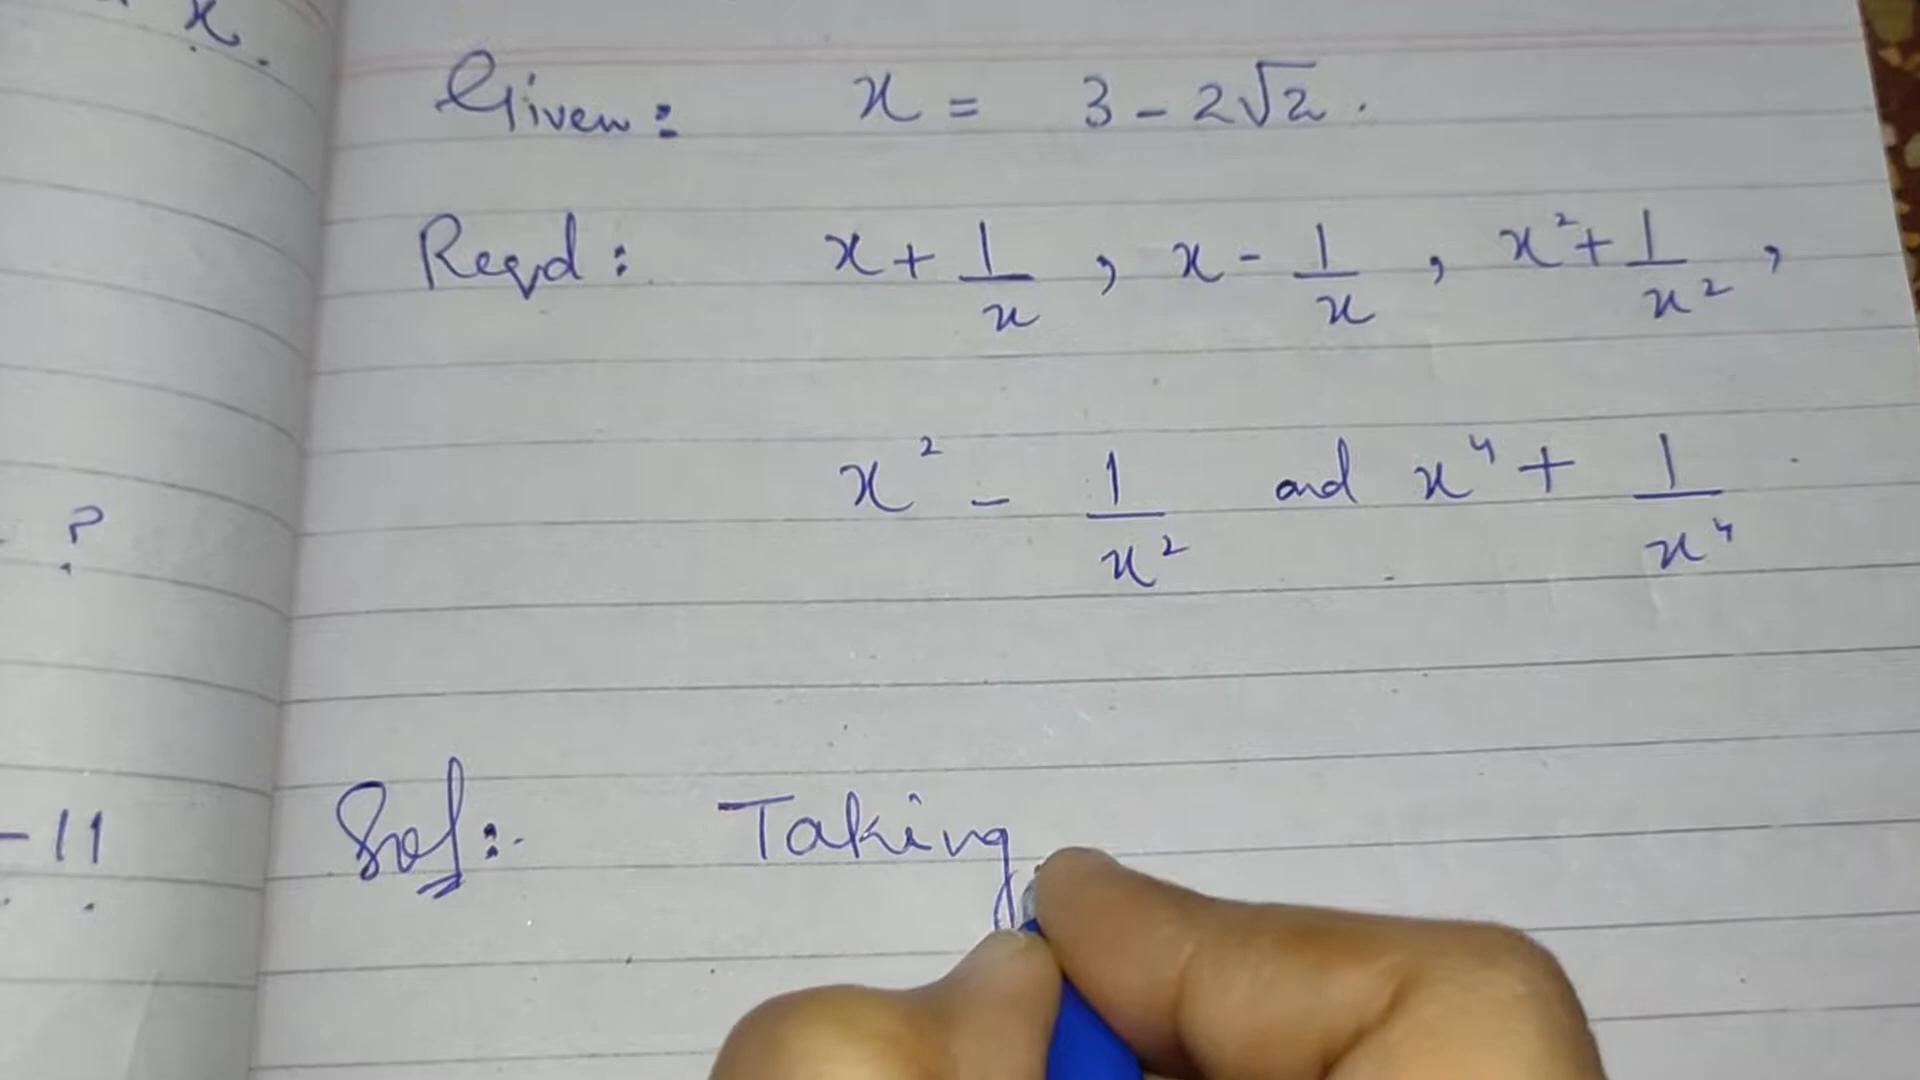 x.
?
-11
Given: x = 3 - 2√2.
Reqd: x + 1/x , x - 1/x , x² + 1/x² ,
x² - 1/x² and x⁴ + 1/x⁴
Sol:- Taking